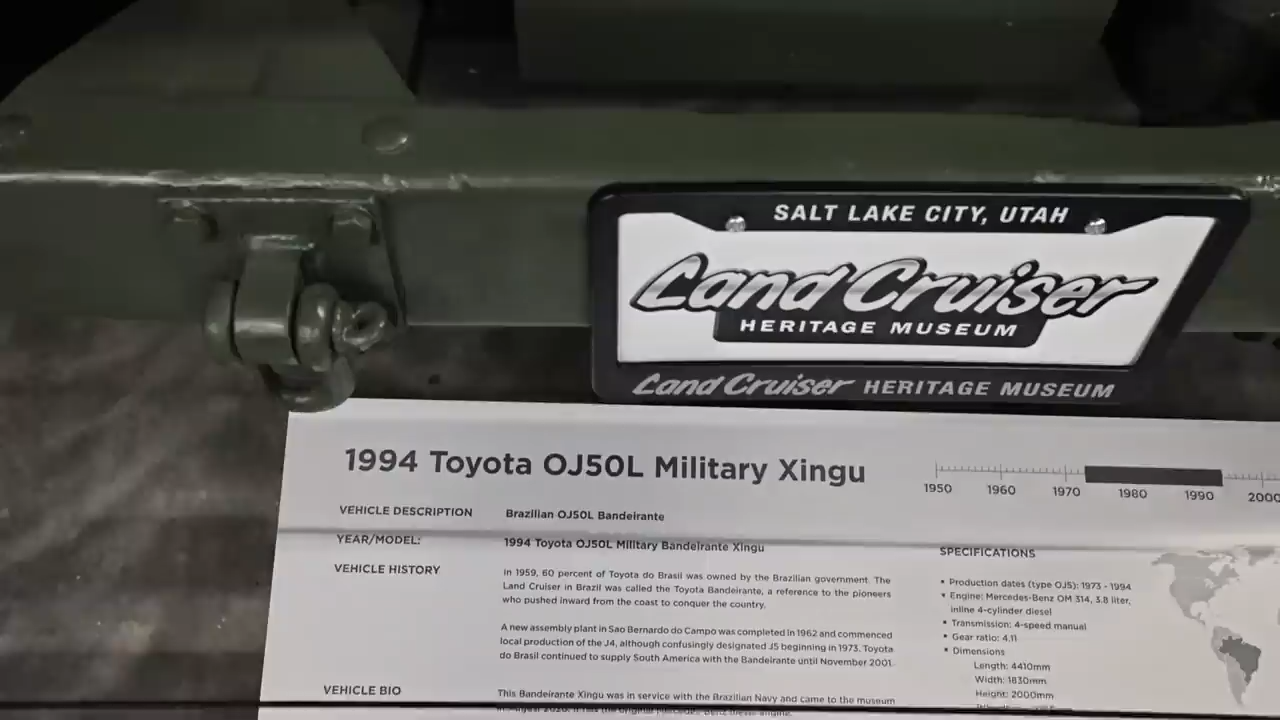 SALT LAKE CITY, UTAH
Land Cruiser
HERITAGE MUSEUM
Land Cruiser HERITAGE MUSEUM
1994 Toyota OJ50L Military Xingu
1950 1960 1970 1980 1990 2000
VEHICLE DESCRIPTION Brazilian OJ50L Bandeirante
YEAR/MODEL: 1994 Toyota OJ50L Military Bandeirante Xingu
VEHICLE HISTORY
In 1959, 60 percent of Toyota do Brasil was owned by the Brazilian government. The
Land Cruiser in Brazil was called the Toyota Bandeirante, a reference to the pioneers
who pushed inward from the coast to conquer the country.
A new assembly plant in Sao Bernardo do Campo was completed in 1962 and commenced
local production of the J4, although confusingly designated J5 beginning in 1973. Toyota
do Brasil continued to supply South America with the Bandeirante until November 2001.
VEHICLE BIO
This Bandeirante Xingu was in service with the Brazilian Navy and came to the museum
SPECIFICATIONS
• Production dates (type OJ5): 1973 - 1994
• Engine: Mercedes-Benz OM 314, 3.8 liter,
inline 4-cylinder diesel
• Transmission: 4-speed manual
• Gear ratio: 4.11
• Dimensions
Length: 4410mm
Width: 1830mm
Height: 2000mm